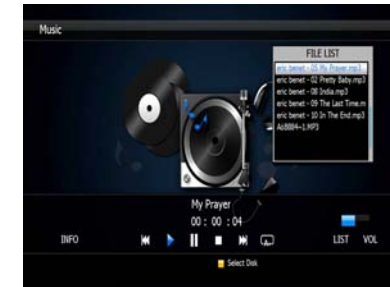 Music
FILE LIST
eric benet - 05 My Prayer.mp3
eric benet - 02 Pretty Baby.mp3
eric benet - 08 India.mp3
eric benet - 09 The Last Time.m
eric benet - 10 In The End.mp3
My Prayer
00 : 00 : 04
INFO
LIST
VOL
Select Disk